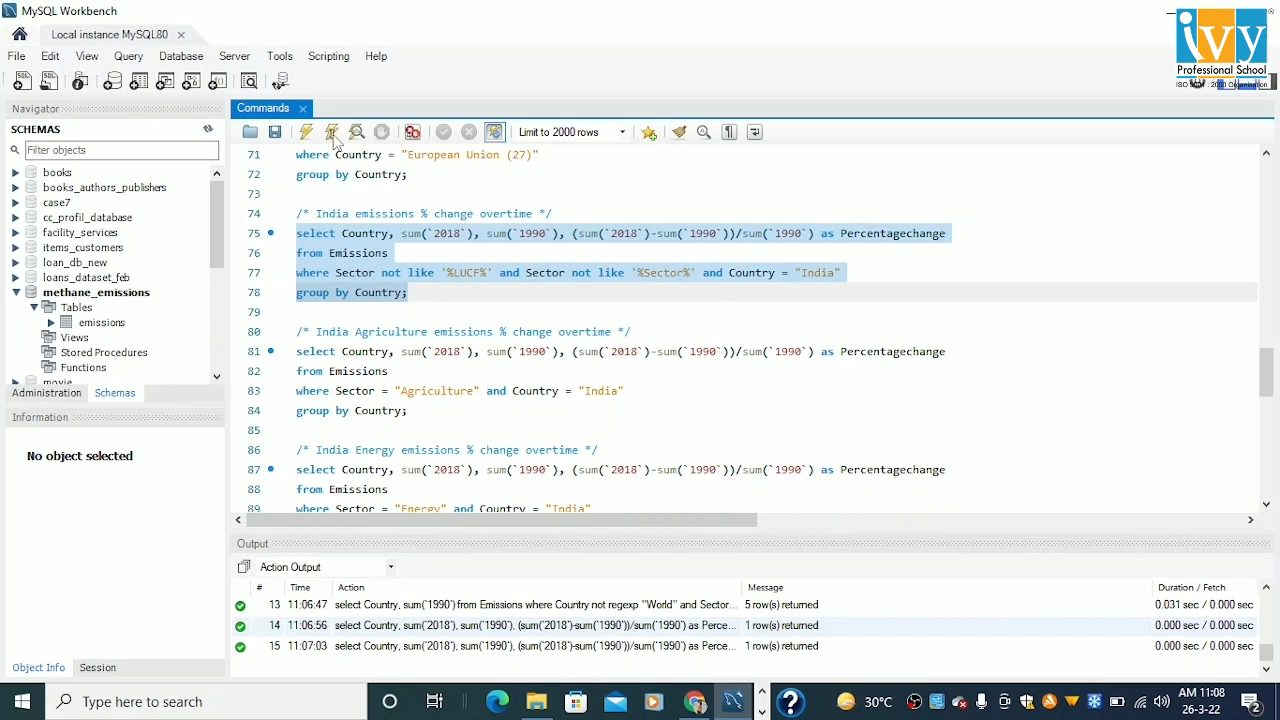 MySQL Workbench
Local instance MySQL80
File Edit View Query Database Server Tools Scripting Help
ivy
Professional School
Navigator
Commands
SCHEMAS
Limit to 2000 rows
Filter objects
books
books_authors_publishers
case7
cc_profil_database
facility_services
items_customers
loan_db_new
loans_dataset_feb
methane_emissions
Tables
emissions
Views
Stored Procedures
Functions
movie
Administration Schemas
Information
No object selected
Object Info Session
71 where Country = "European Union (27)"
72 group by Country;
73
74 /* India emissions % change overtime */
75 select Country, sum(`2018`), sum(`1990`), (sum(`2018`)-sum(`1990`))/sum(`1990`) as Percentagechange
76 from Emissions
77 where Sector not like '%LUCF%' and Sector not like '%Sector%' and Country = "India"
78 group by Country;
79
80 /* India Agriculture emissions % change overtime */
81 select Country, sum(`2018`), sum(`1990`), (sum(`2018`)-sum(`1990`))/sum(`1990`) as Percentagechange
82 from Emissions
83 where Sector = "Agriculture" and Country = "India"
84 group by Country;
85
86 /* India Energy emissions % change overtime */
87 select Country, sum(`2018`), sum(`1990`), (sum(`2018`)-sum(`1990`))/sum(`1990`) as Percentagechange
88 from Emissions
89 where Sector = "Energy" and Country = "India"
Output
Action Output
# Time Action Message Duration / Fetch
13 11:06:47 select Country, sum(`1990`) from Emissions where Country not regexp "World" and Sector... 5 row(s) returned 0.031 sec / 0.000 sec
14 11:06:56 select Country, sum(`2018`), sum(`1990`), (sum(`2018`)-sum(`1990`))/sum(`1990`) as Perce... 1 row(s) returned 0.000 sec / 0.000 sec
15 11:07:03 select Country, sum(`2018`), sum(`1990`), (sum(`2018`)-sum(`1990`))/sum(`1990`) as Perce... 1 row(s) returned 0.000 sec / 0.000 sec
Type here to search
30°C
AM 11:08
26-3-22
2